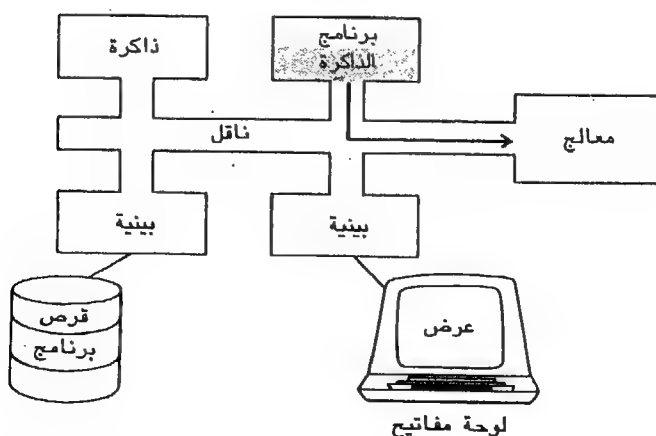 ذاكرة
برنامج
الذاكرة
ناقل
معالج
بينية
بينية
قرص
برنامج
عرض
لوحة مفاتيح